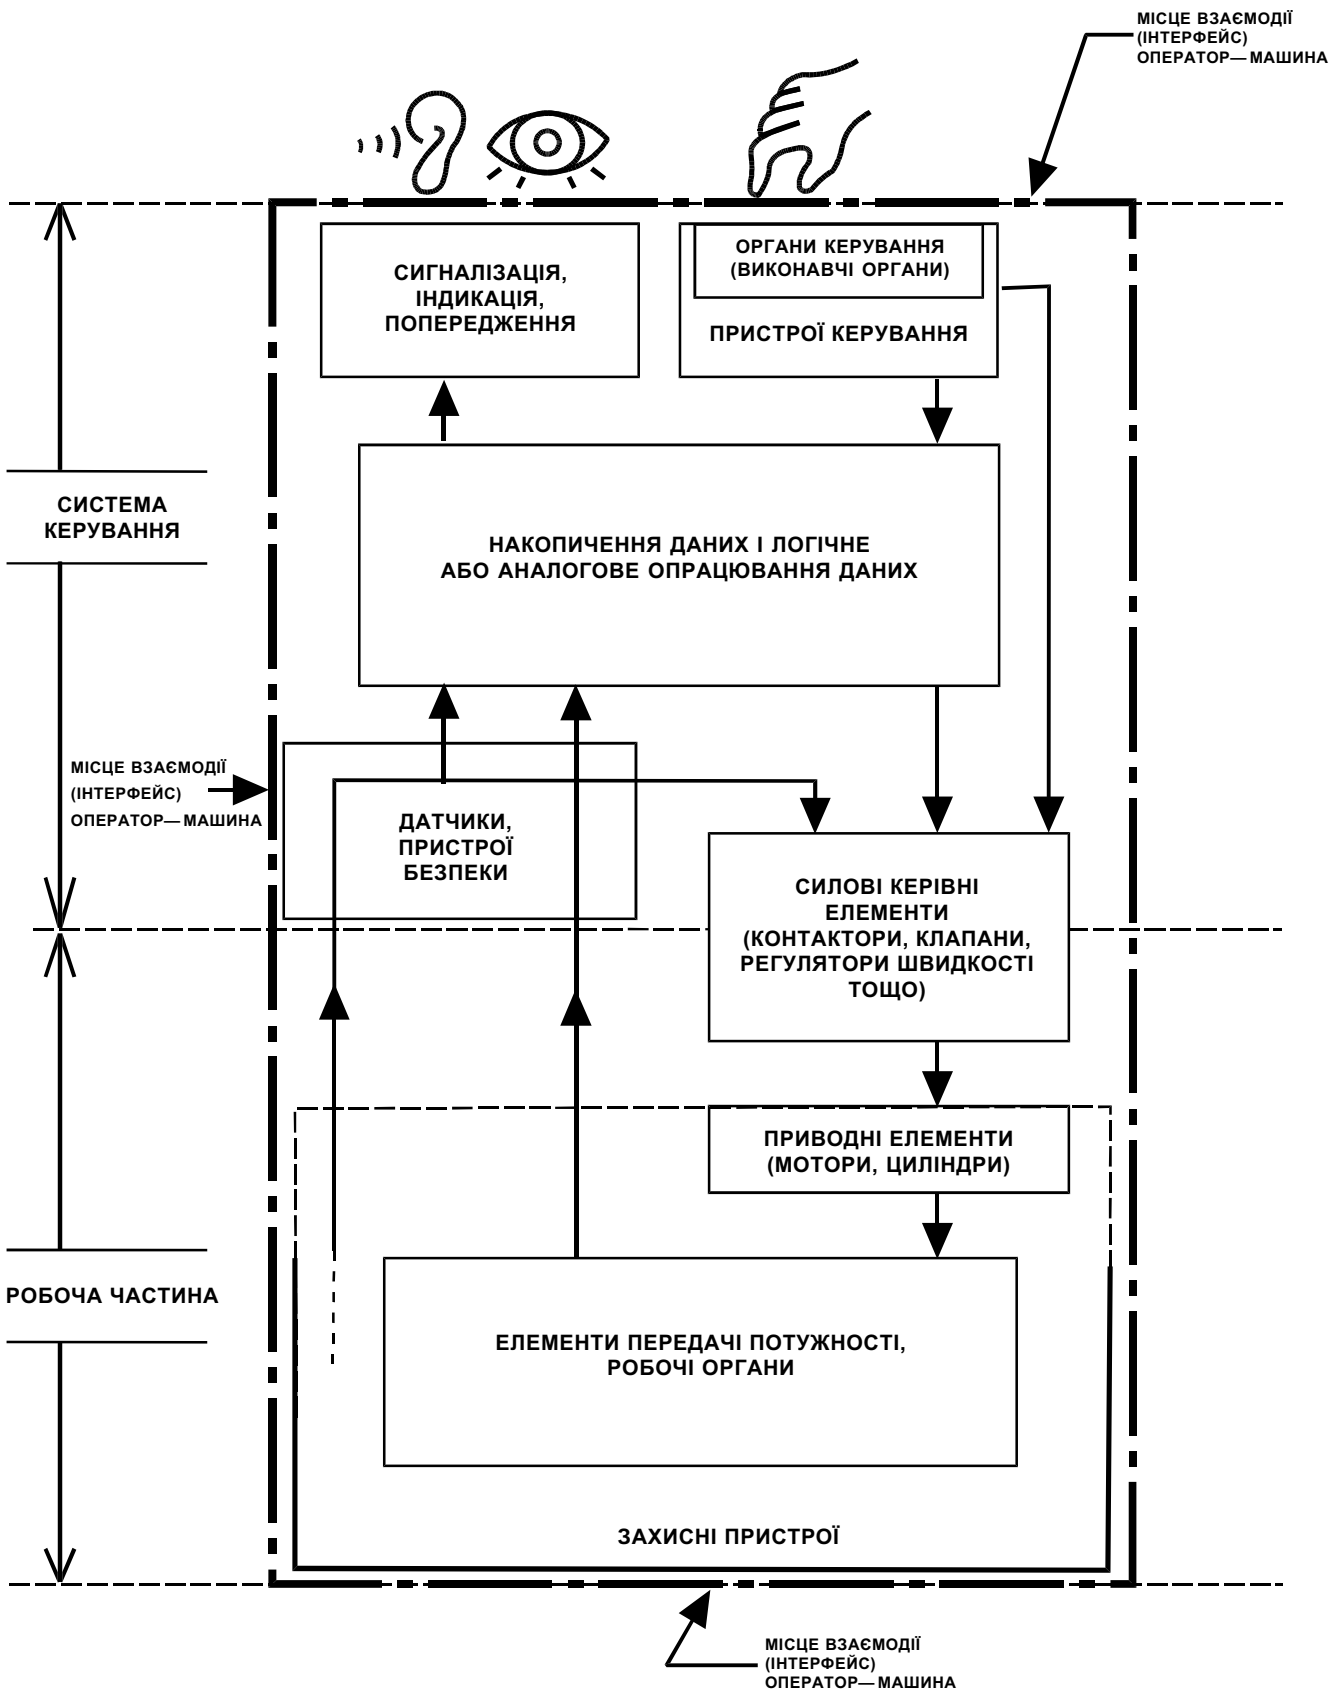 МІСЦЕ ВЗАЄМОДІЇ
(ІНТЕРФЕЙС)
ОПЕРАТОР—МАШИНА
ОРГАНИ КЕРУВАННЯ
(ВИКОНАВЧІ ОРГАНИ)
СИГНАЛІЗАЦІЯ,
ІНДИКАЦІЯ,
ПОПЕРЕДЖЕННЯ
ПРИСТРОЇ КЕРУВАННЯ
СИСТЕМА
КЕРУВАННЯ
НАКОПИЧЕННЯ ДАНИХ І ЛОГІЧНЕ
АБО АНАЛОГОВЕ ОПРАЦЮВАННЯ ДАНИХ
МІСЦЕ ВЗАЄМОДІЇ
(ІНТЕРФЕЙС)
ОПЕРАТОР—МАШИНА
ДАТЧИКИ,
ПРИСТРОЇ
БЕЗПЕКИ
СИЛОВІ КЕРІВНІ
ЕЛЕМЕНТИ
(КОНТАКТОРИ, КЛАПАНИ,
РЕГУЛЯТОРИ ШВИДКОСТІ
ТОЩО)
ПРИВОДНІ ЕЛЕМЕНТИ
(МОТОРИ, ЦИЛІНДРИ)
РОБОЧА ЧАСТИНА
ЕЛЕМЕНТИ ПЕРЕДАЧІ ПОТУЖНОСТІ,
РОБОЧІ ОРГАНИ
ЗАХИСНІ ПРИСТРОЇ
МІСЦЕ ВЗАЄМОДІЇ
(ІНТЕРФЕЙС)
ОПЕРАТОР—МАШИНА